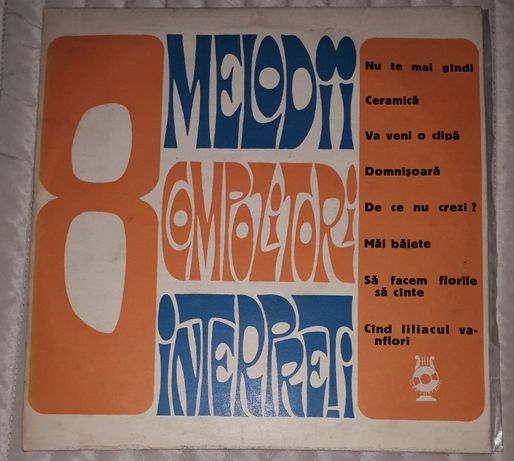 8
MELODII
COMPOZITORI
INTERPREȚI
Nu te mai gîndi
Ceramică
Va veni o clipă
Domnișoară
De ce nu crezi?
Măi băiete
Să facem florile
să cînte
Cînd liliacul va-
nflori